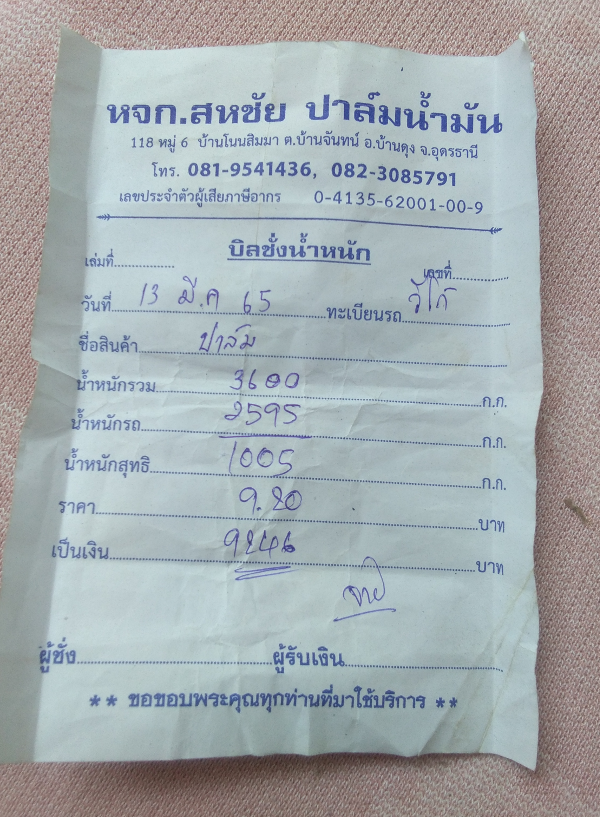 หจก.สหชัย ปาล์มน้ำมัน
118 หมู่ 6 บ้านโนนสิมมา ต.บ้านจันทน์ อ.บ้านดุง จ.อุดรธานี
โทร. 081-9541436, 082-3085791
เลขประจำตัวผู้เสียภาษีอากร 0-4135-62001-00-9
บิลชั่งน้ำหนัก
เล่มที่ เลขที่
วันที่ 13 มี.ค 65 ทะเบียนรถ วีโก้
ชื่อสินค้า ปาล์ม
น้ำหนักรวม 3600 ก.ก.
น้ำหนักรถ 2595 ก.ก.
น้ำหนักสุทธิ 1005 ก.ก.
ราคา 9.20 บาท
เป็นเงิน 9246 บาท
จ่าย
ผู้ชั่ง ผู้รับเงิน
** ขอขอบพระคุณทุกท่านที่มาใช้บริการ **